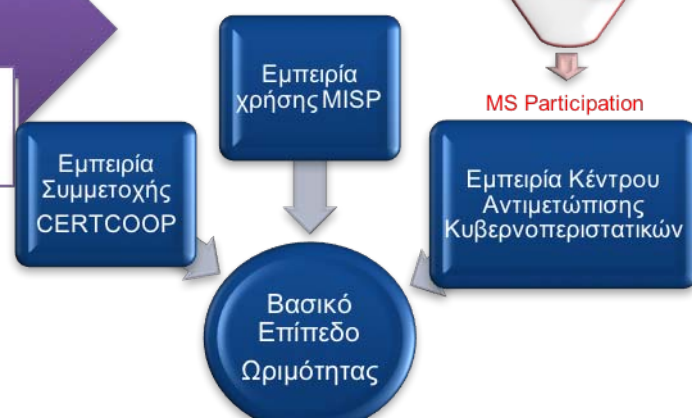 Εμπειρία
χρήσης MISP
MS Participation
Εμπειρία
Συμμετοχής
CERTCOOP
Εμπειρία Κέντρου
Αντιμετώπισης
Κυβερνοπεριστατικών
Βασικό
Επίπεδο
Ωριμότητας